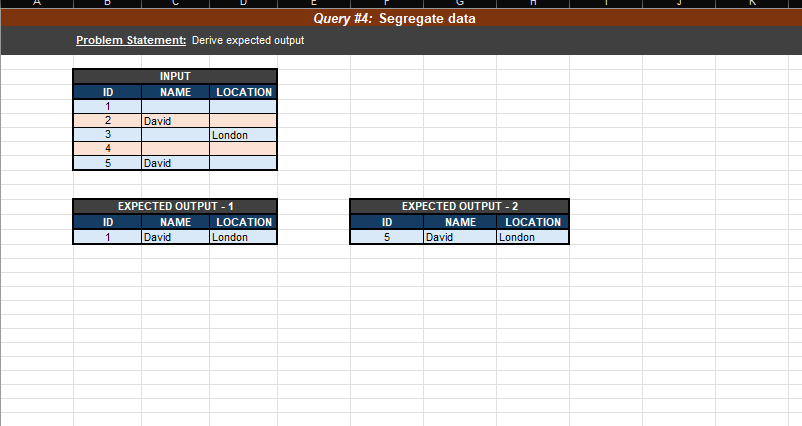 A B C D E F G H I J K
Query #4: Segregate data
Problem Statement: Derive expected output
INPUT
ID NAME LOCATION
1
2 David
3 London
4
5 David
EXPECTED OUTPUT - 1 EXPECTED OUTPUT - 2
ID NAME LOCATION ID NAME LOCATION
1 David London 5 David London